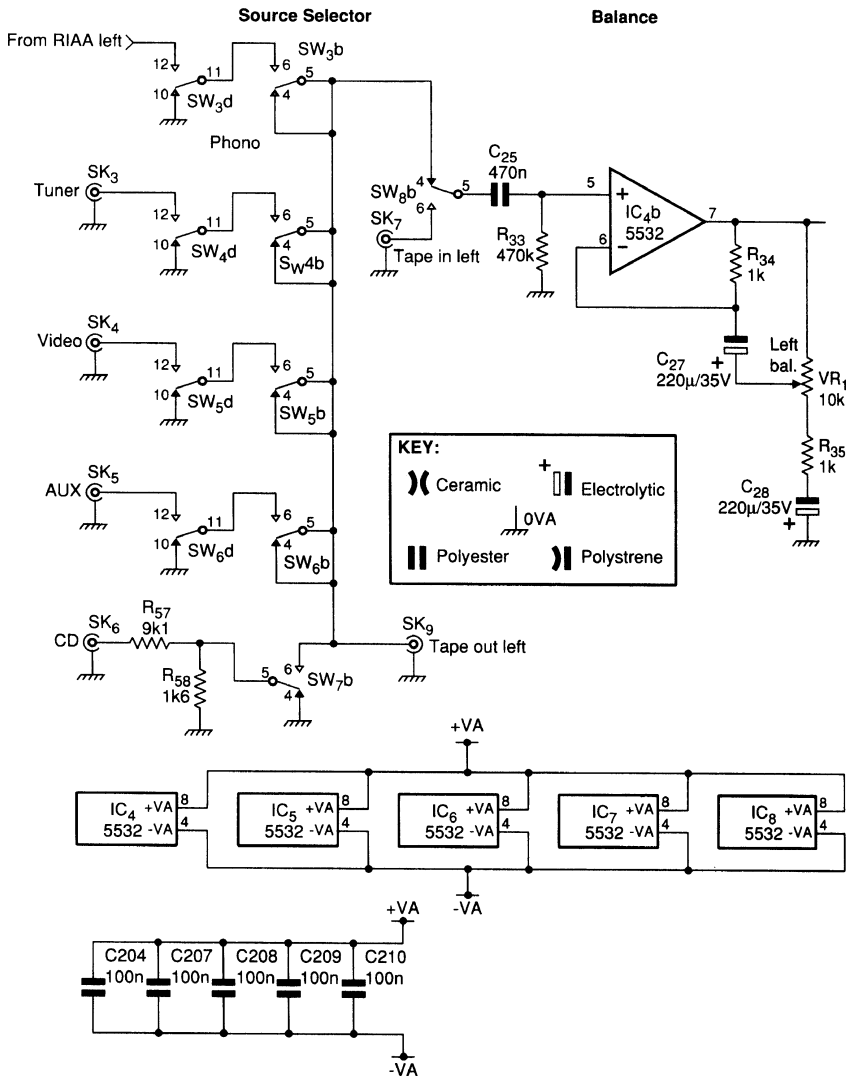 Source Selector
Balance
From RIAA left
12
11
10
SW3d
6
5
4
SW3b
Phono
SK3
Tuner
12
11
10
SW4d
6
5
4
SW4b
SK4
Video
12
11
10
SW5d
6
5
4
SW5b
SK5
AUX
12
11
10
SW6d
6
5
4
SW6b
SK6
CD
R57
9k1
R58
1k6
5
6
4
SW7b
SK9
Tape out left
SW8b
4
5
6
SK7
Tape in left
C25
470n
R33
470k
5
+
6
−
IC4b
5532
7
R34
1k
C27
220µ/35V
+
Left
bal.
VR1
10k
R35
1k
C28
220µ/35V
+
KEY:
Ceramic
+
Electrolytic
0VA
Polyester
Polystrene
+VA
IC4 +VA 8
5532 -VA 4
IC5 +VA 8
5532 -VA 4
IC6 +VA 8
5532 -VA 4
IC7 +VA 8
5532 -VA 4
IC8 +VA 8
5532 -VA 4
-VA
+VA
C204
100n
C207
100n
C208
100n
C209
100n
C210
100n
-VA